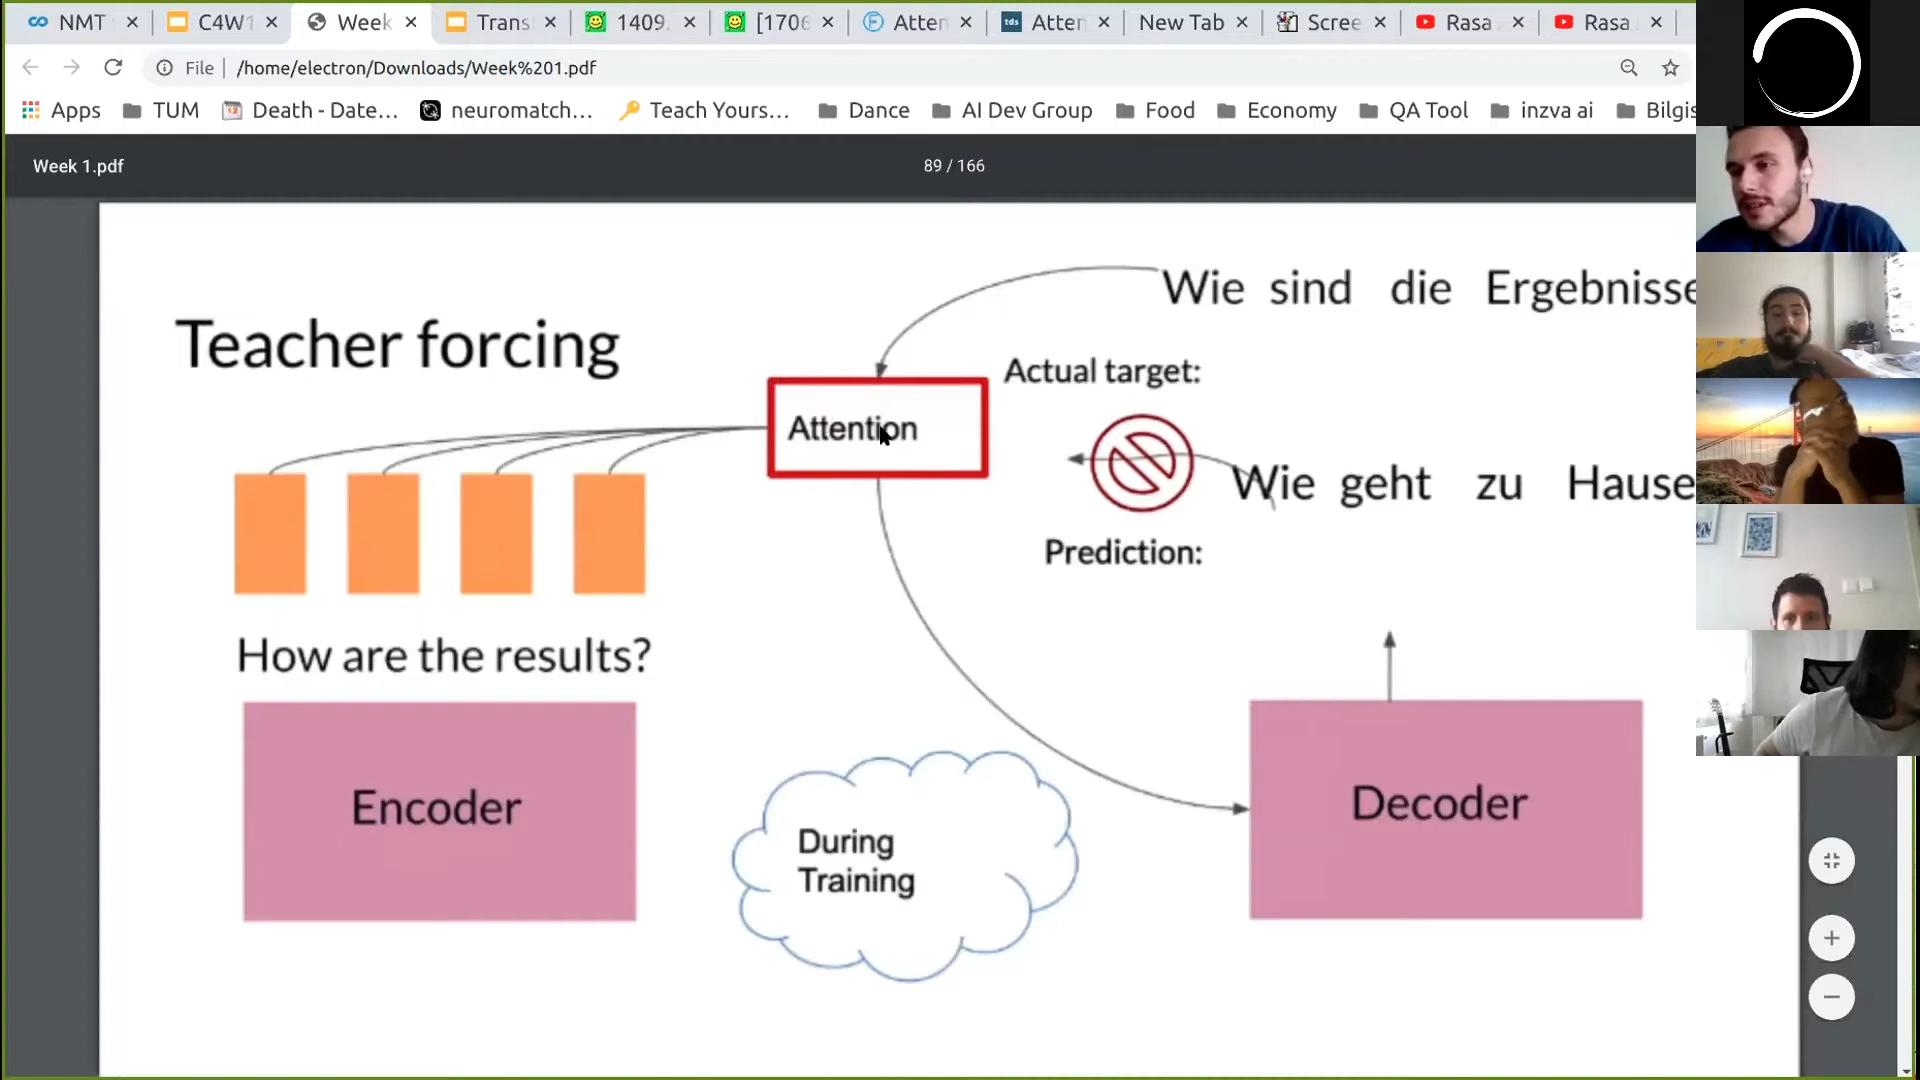 NMT
C4W1
Week
Trans
1409.
[1706
Atten
tds
Atten
New Tab
Scree
Rasa
Rasa
File
/home/electron/Downloads/Week%201.pdf
Apps
TUM
Death - Date...
neuromatch...
Teach Yours...
Dance
AI Dev Group
Food
Economy
QA Tool
inzva ai
Bilgis
Week 1.pdf
89 / 166
Wie sind die Ergebnisse
Teacher forcing
Actual target:
Attention
Wie geht zu Hause
Prediction:
How are the results?
Encoder
Decoder
During
Training